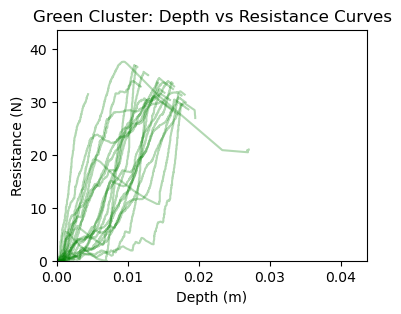 Green Cluster: Depth vs Resistance Curves
Resistance (N)
40
30
20
10
0
0.00 0.01 0.02 0.03 0.04
Depth (m)